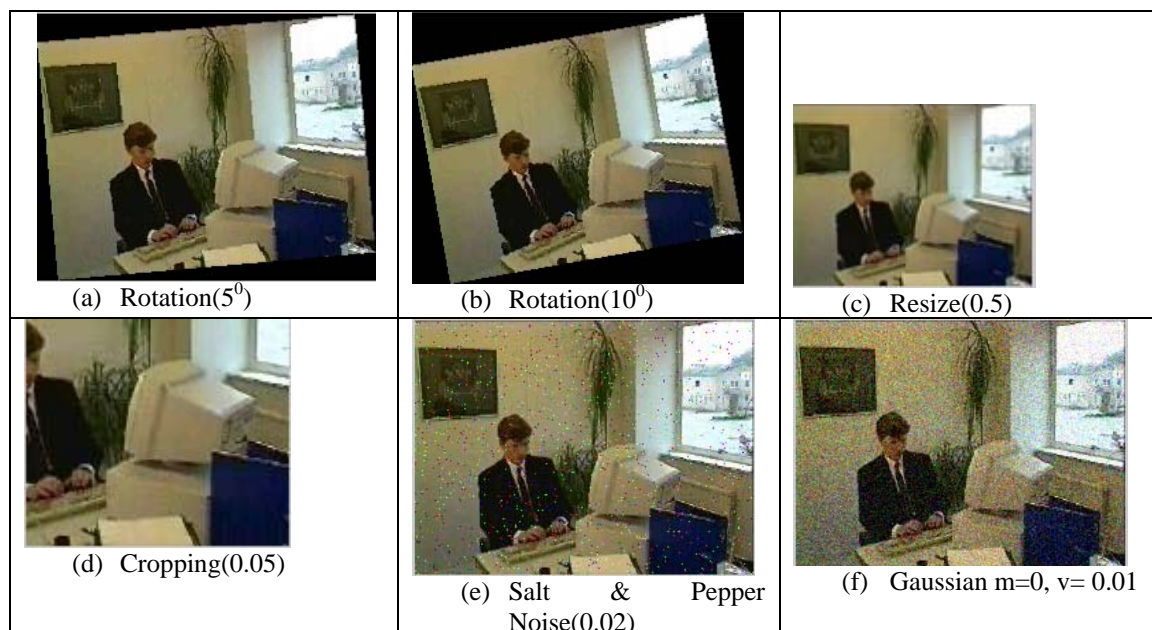 (a) Rotation(5⁰)
(b) Rotation(10⁰)
(c) Resize(0.5)
(d) Cropping(0.05)
(e) Salt & Pepper
Noise(0.02)
(f) Gaussian m=0, v= 0.01